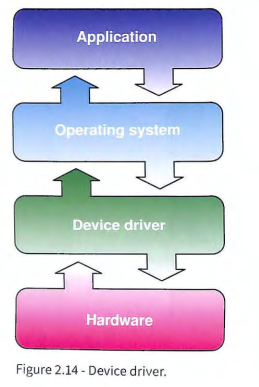 Application
Operating system
Device driver
Hardware
Figure 2.14 - Device driver.